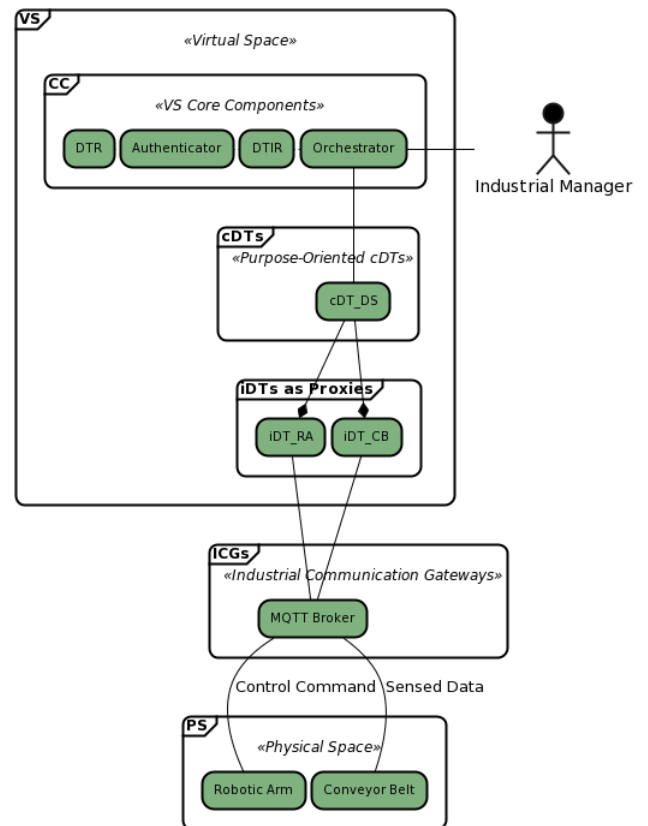 VS
«Virtual Space»
CC
«VS Core Components»
DTR
Authenticator
DTIR
Orchestrator
Industrial Manager
cDTs
«Purpose-Oriented cDTs»
cDT_DS
iDTs as Proxies
iDT_RA
iDT_CB
ICGs
«Industrial Communication Gateways»
MQTT Broker
Control Command
Sensed Data
PS
«Physical Space»
Robotic Arm
Conveyor Belt